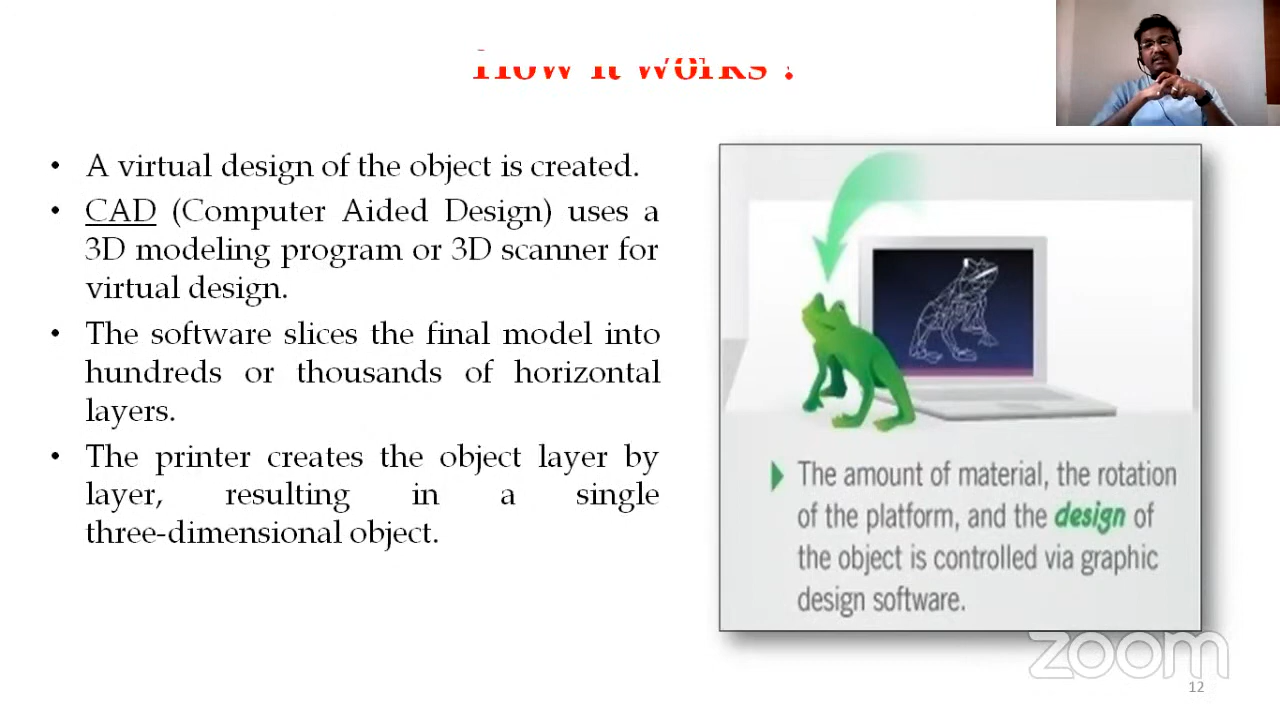 How it works ?
• A virtual design of the object is created.
• CAD (Computer Aided Design) uses a
3D modeling program or 3D scanner for
virtual design.
• The software slices the final model into
hundreds or thousands of horizontal
layers.
• The printer creates the object layer by
layer, resulting in a single
three-dimensional object.
The amount of material, the rotation
of the platform, and the design of
the object is controlled via graphic
design software.
zoom
12